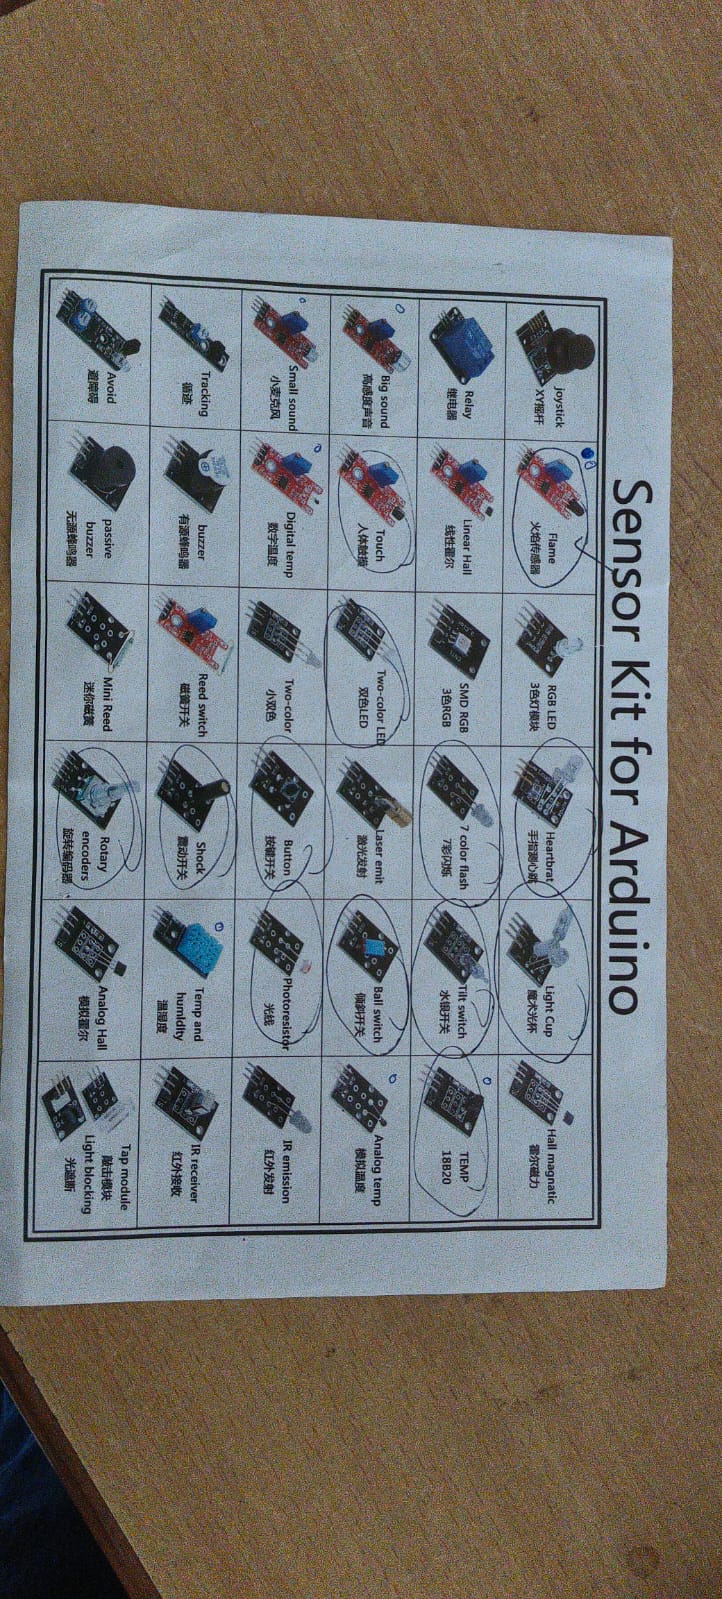 Sensor Kit for Arduino
joystick
XY摇杆
Flame
火焰传感器
RGB LED
3色灯模块
Heartbrat
手指测心跳
Light Cup
魔术光杯
Hall magnetic
霍尔磁力
Relay
继电器
Linear Hall
线性霍尔
SMD RGB
3色RGB
7 color flash
7彩闪烁
Tilt switch
水银开关
TEMP
18B20
Big sound
高感度声音
Touch
人体触摸
Two-color LED
双色LED
Laser emit
激光发射
Ball switch
倾斜开关
Analog temp
模拟温度
Small sound
小麦克风
Digital temp
数字温度
Two-color
小双色
Button
按键开关
Photoresistor
光线
IR emission
红外发射
Tracking
循迹
buzzer
有源蜂鸣器
Reed switch
磁簧开关
Shock
震动开关
Temp and
humldity
温湿度
IR receiver
红外接收
Avoid
避障碍
passive
buzzer
无源蜂鸣器
Mini Reed
迷你磁簧
Rotary
encoders
旋转编码器
Analog Hall
模拟霍尔
Tap module
敲击模块
Light blocking
光遮断